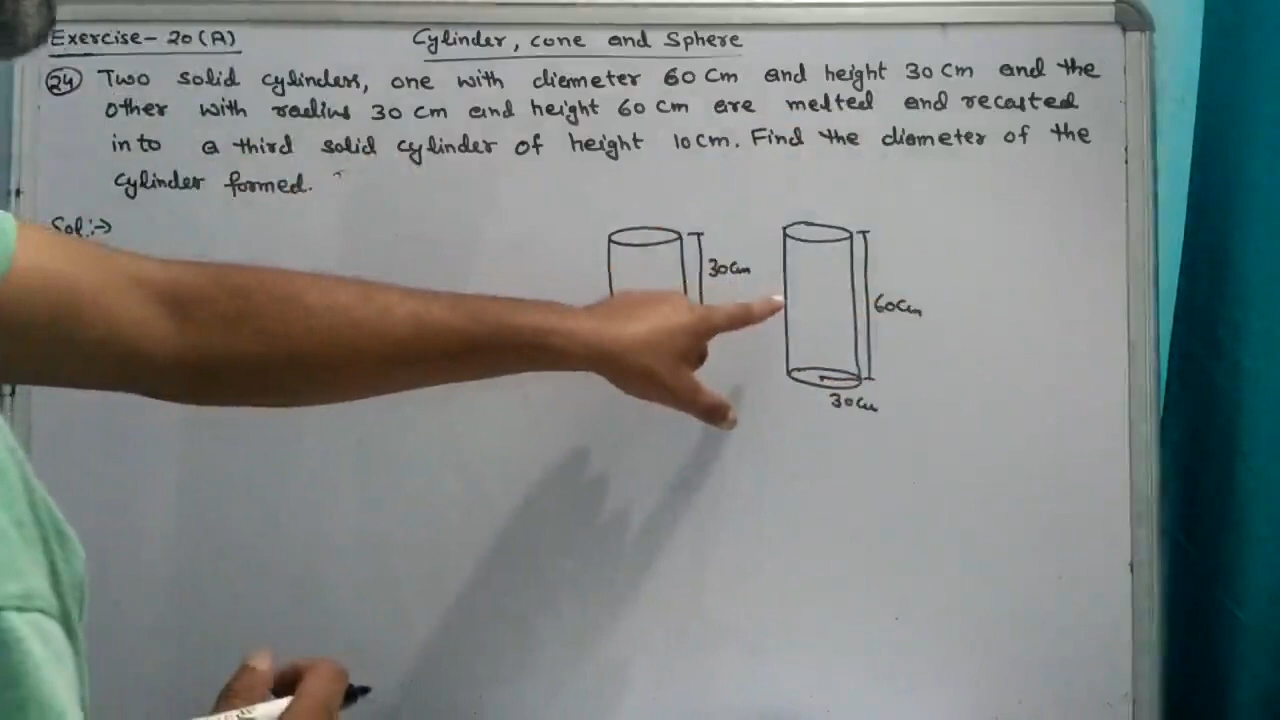 Exercise-20(A)
Cylinder, cone and Sphere
24 Two solid cylinders, one with diameter 60 Cm and height 30 Cm and the
other with radius 30 cm and height 60 cm are melted and recasted
into a third solid cylinder of height 10 Cm. Find the diameter of the
Cylinder formed.
Sol:→
30Cm
60Cm
30Cm